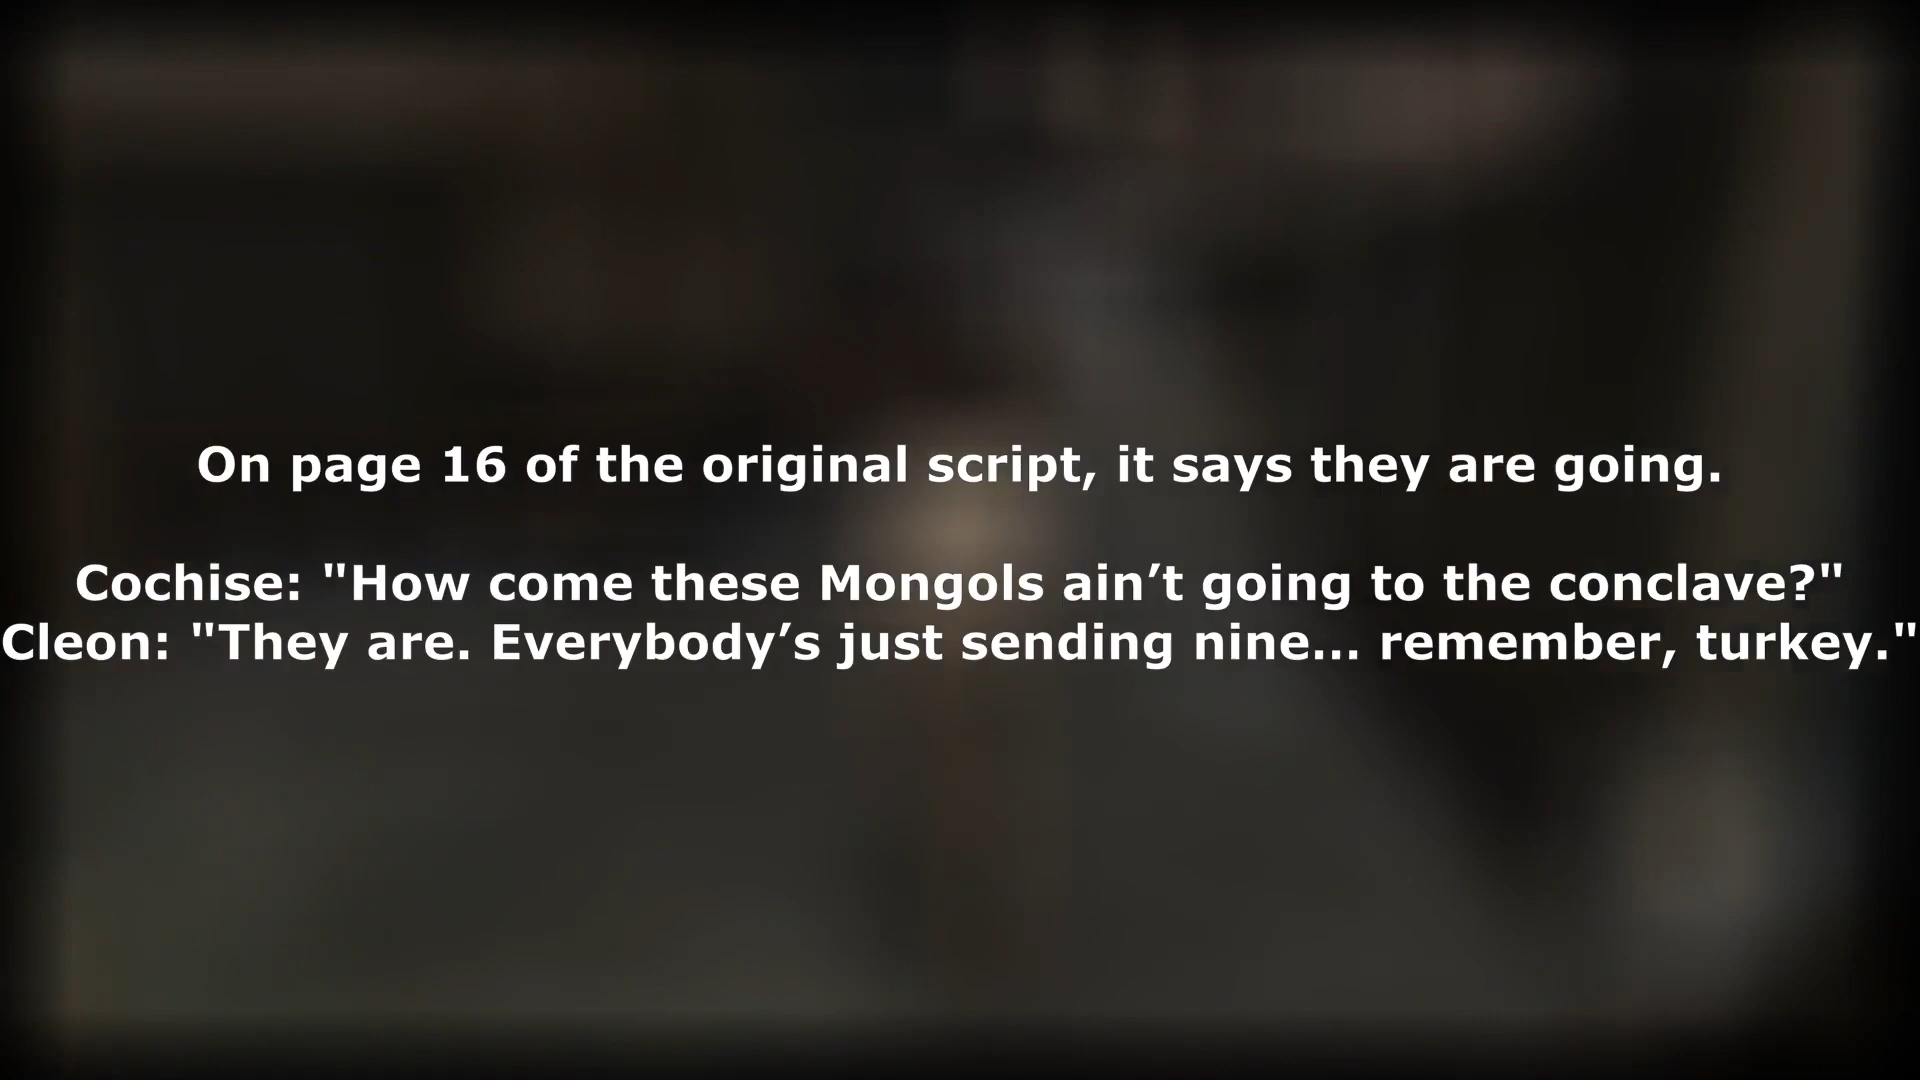 On page 16 of the original script, it says they are going.
Cochise: "How come these Mongols ain’t going to the conclave?"
Cleon: "They are. Everybody’s just sending nine... remember, turkey."